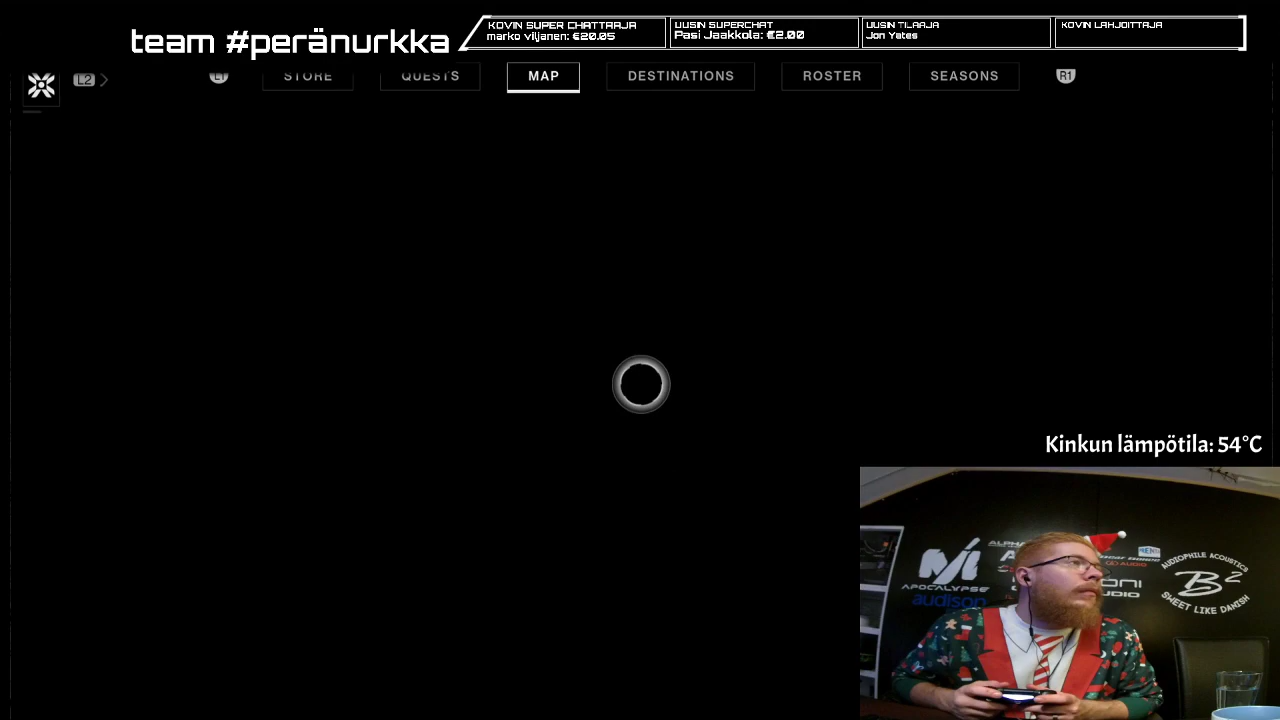 team #peränurkka
KOVIN SUPER CHATTAAJA
marko viljanen: €20.05
UUSIN SUPERCHAT
Pasi Jaakkola: €2.00
UUSIN TILAAJA
Jon Yates
KOVIN LAHJOITTAJA
L2
L1
STORE
QUESTS
MAP
DESTINATIONS
ROSTER
SEASONS
R1
Kinkun lämpötila: 54°C
APOCALYPSE
audison
AUDIO
AUDIOPHILE ACOUSTICS
B2
SWEET LIKE DANISH